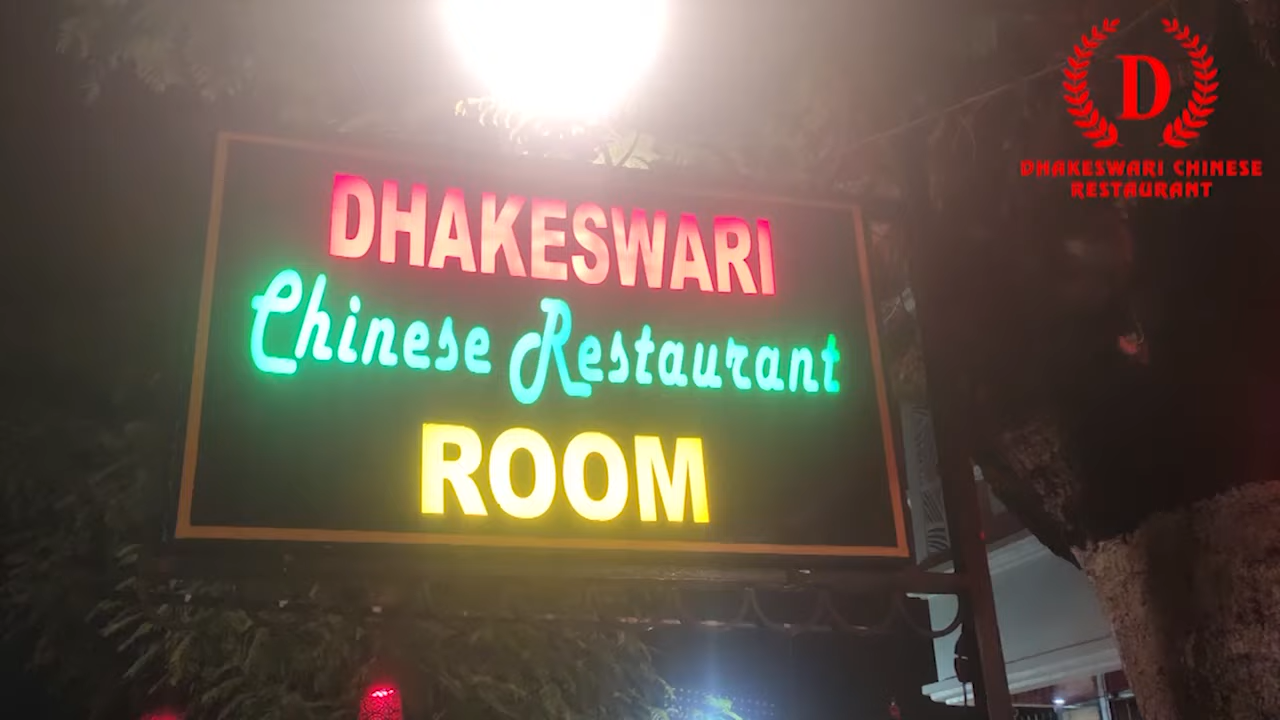 DHAKESWARI
Chinese Restaurant
ROOM
D
DHAKESWARI CHINESE
RESTAURANT